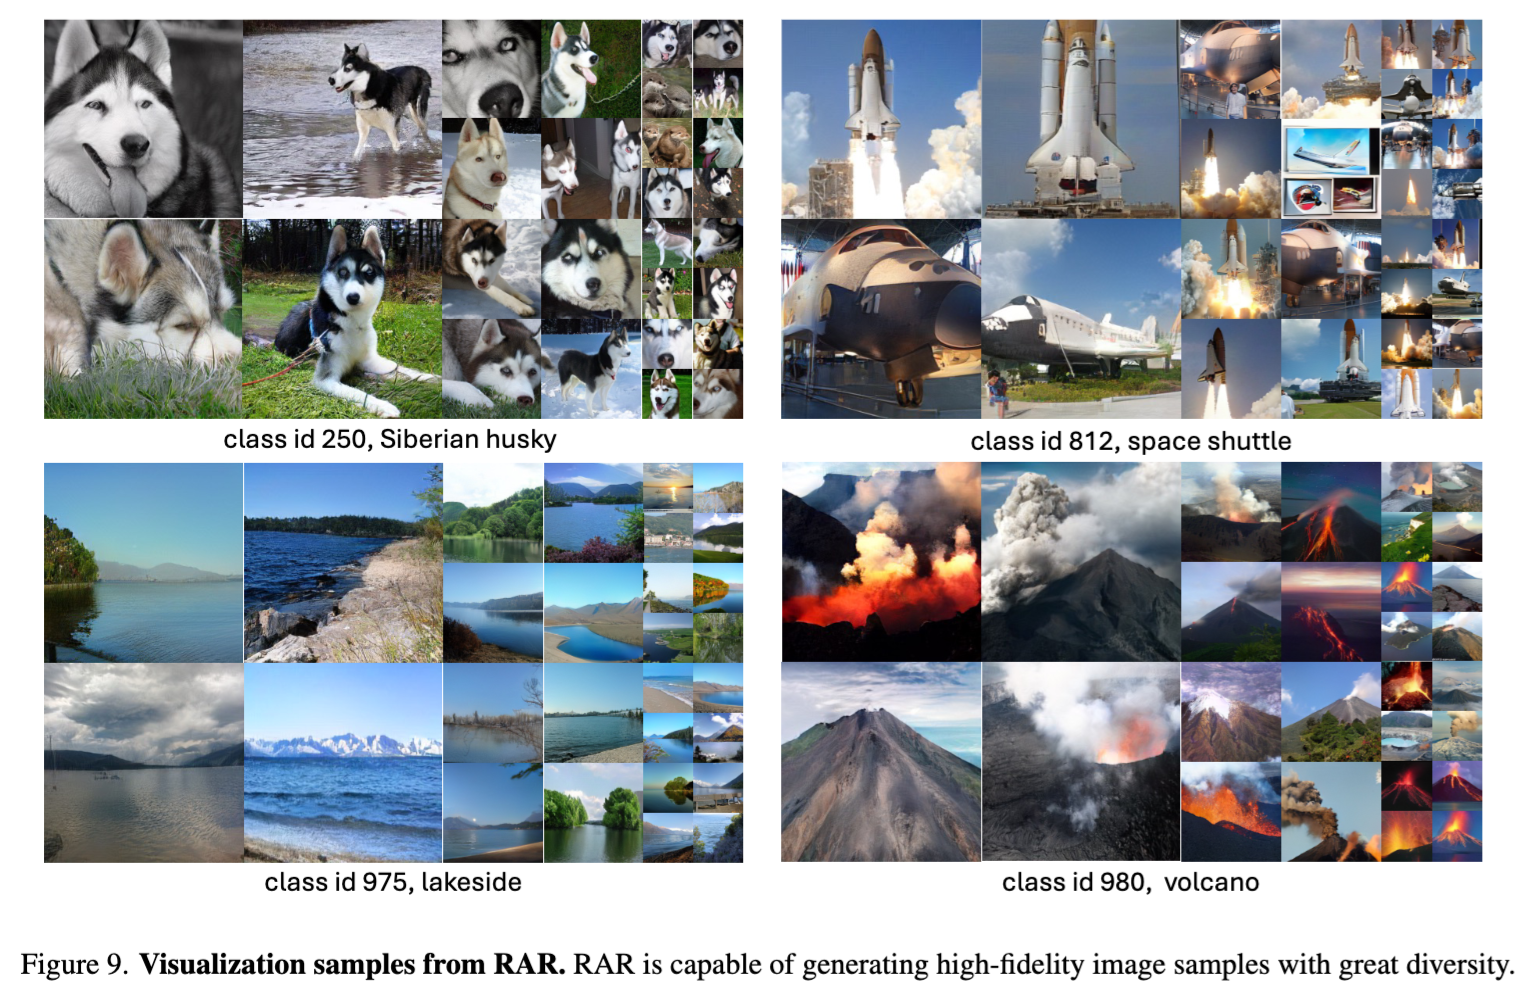 class id 250, Siberian husky
class id 812, space shuttle
class id 975, lakeside
class id 980, volcano
Figure 9. Visualization samples from RAR. RAR is capable of generating high-fidelity image samples with great diversity.